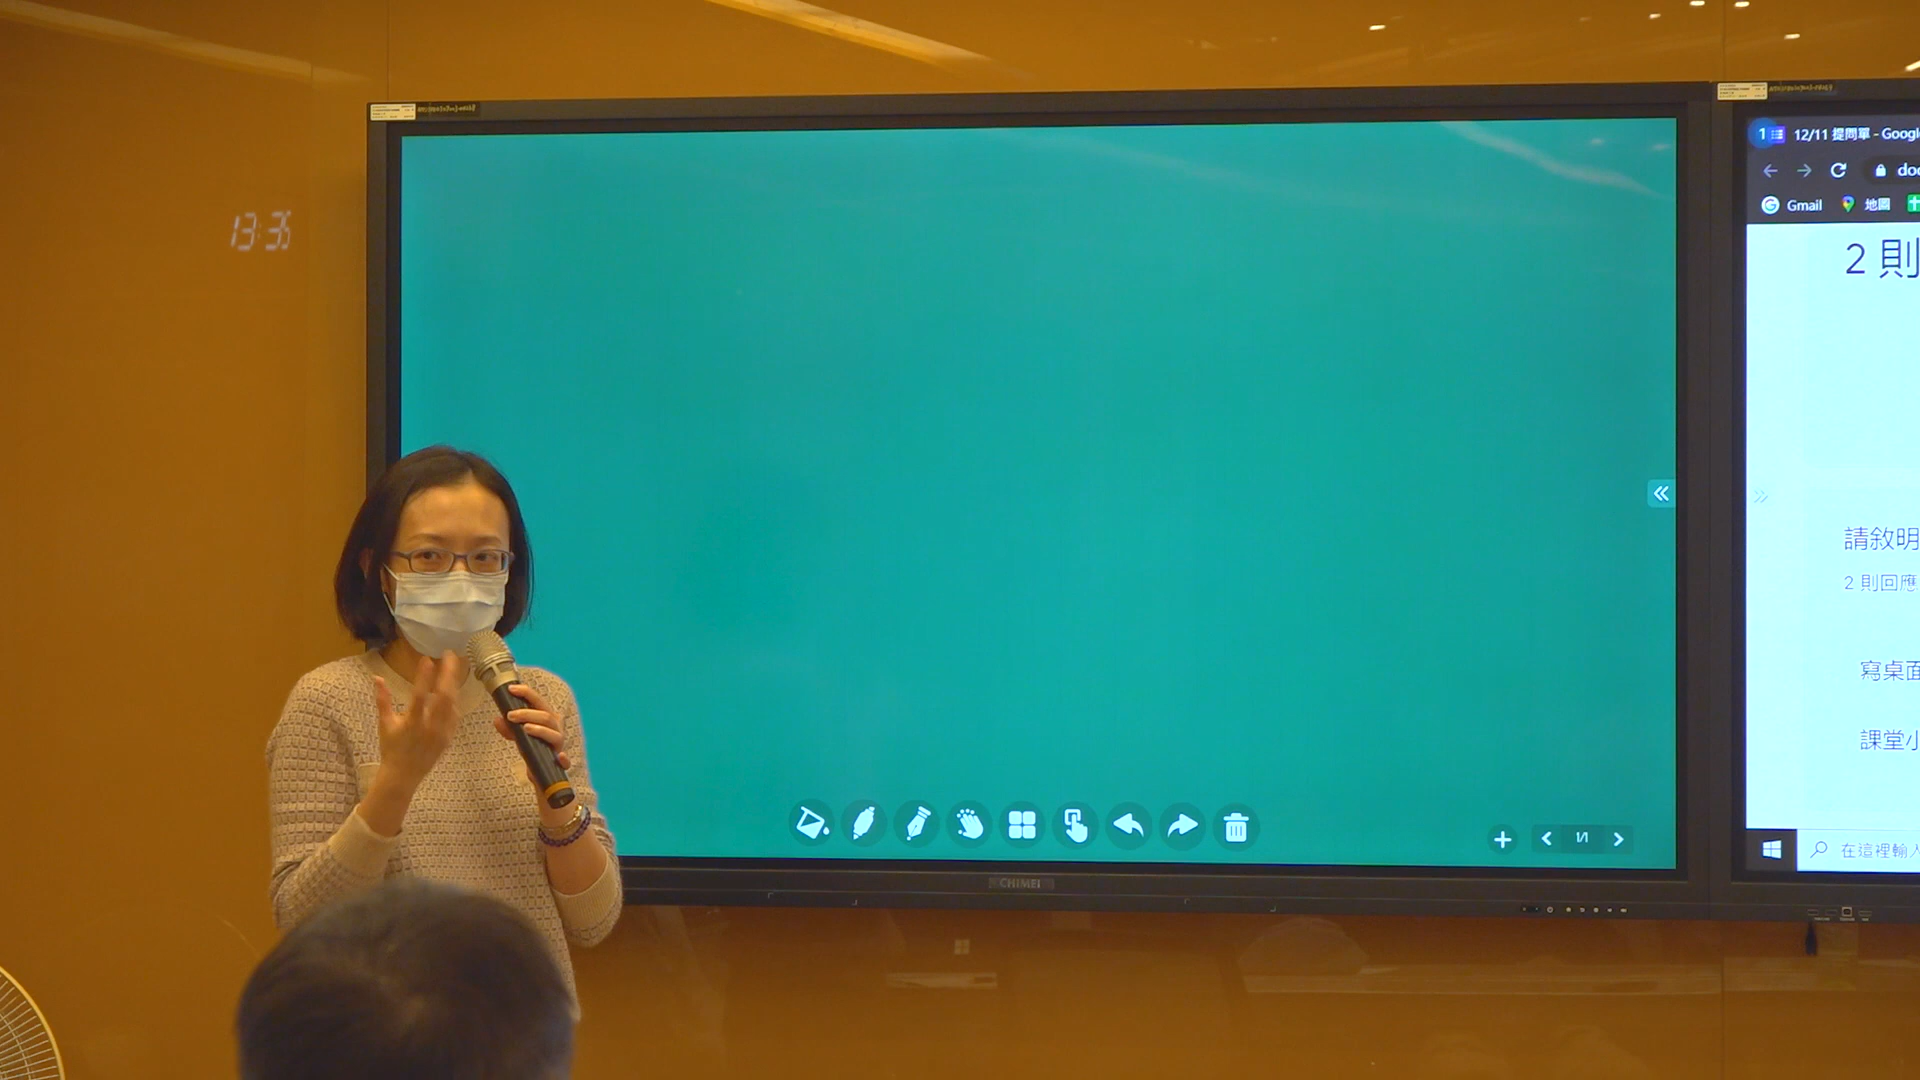 13:35
CHIMEI
1/1
12/11 提問單 - Googl
doc
Gmail
地圖
2 則
請敘明
2 則回應
寫桌面
課堂小
在這裡輸入